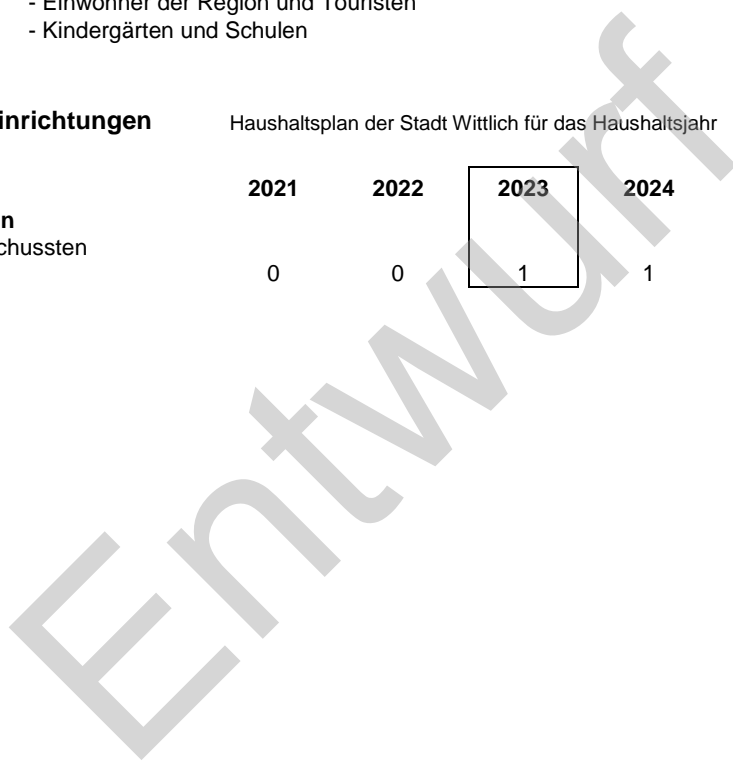 - Einwohner der Region und Touristen
- Kindergärten und Schulen
inrichtungen Haushaltsplan der Stadt Wittlich für das Haushaltsjahr
2021 2022 2023 2024
n
chussten
0 0 1 1
Entwurf